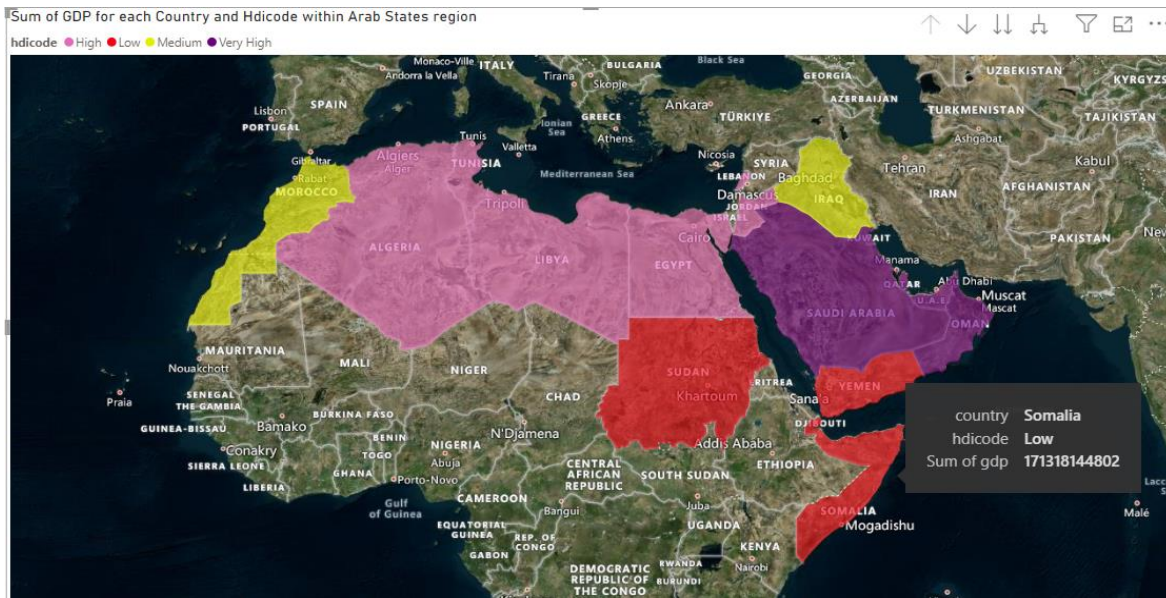 Sum of GDP for each Country and Hdicode within Arab States region
hdicode High Low Medium Very High
Monaco-Ville
ITALY
BULGARIA
Black Sea
GEORGIA
UZBEKISTAN
Andorra la Vella
Tirana
Skopje
KYRGYZS
SPAIN
Lisbon
PORTUGAL
Ionian
Sea
GREECE
Athens
Ankara
TÜRKIYE
AZERBAIJAN
TURKMENISTAN
TAJIKISTAN
Ashgabat
Gibraltar
Rabat
MOROCCO
Algiers
Alger
Tunis
TUNISIA
Valletta
Mediterranean Sea
Nicosia
SYRIA
LEBANON
Damascus
Baghdad
IRAQ
Tehran
IRAN
Kabul
AFGHANISTAN
Tripoli
JORDAN
ISRAEL
Cairo
KUWAIT
PAKISTAN
New
ALGERIA
LIBYA
EGYPT
Manama
QATAR
Abu Dhabi
U.A.E.
Muscat
Mascat
SAUDI ARABIA
OMAN
MAURITANIA
Nouakchott
MALI
NIGER
CHAD
SUDAN
Khartoum
ERITREA
YEMEN
Sanala
Praia
SENEGAL
THE GAMBIA
GUINEA-BISSAU
Bamako
BURKINA FASO
BENIN
NIGERIA
Abuja
N'Djamena
DJIBOUTI
Addis Ababa
ETHIOPIA
Conakry
SIERRA LEONE
LIBERIA
GHANA
TOGO
Porto-Novo
CENTRAL
AFRICAN
REPUBLIC
SOUTH SUDAN
Gulf
of Guinea
CAMEROON
Bangui
Juba
SOMALIA
Mogadishu
EQUATORIAL
GUINEA
REP. OF
CONGO
GABON
UGANDA
KENYA
Nairobi
DEMOCRATIC
REPUBLIC OF
THE CONGO
RWANDA
BURUNDI
Lacc
S
Malé
country Somalia
hdicode Low
Sum of gdp 171318144802